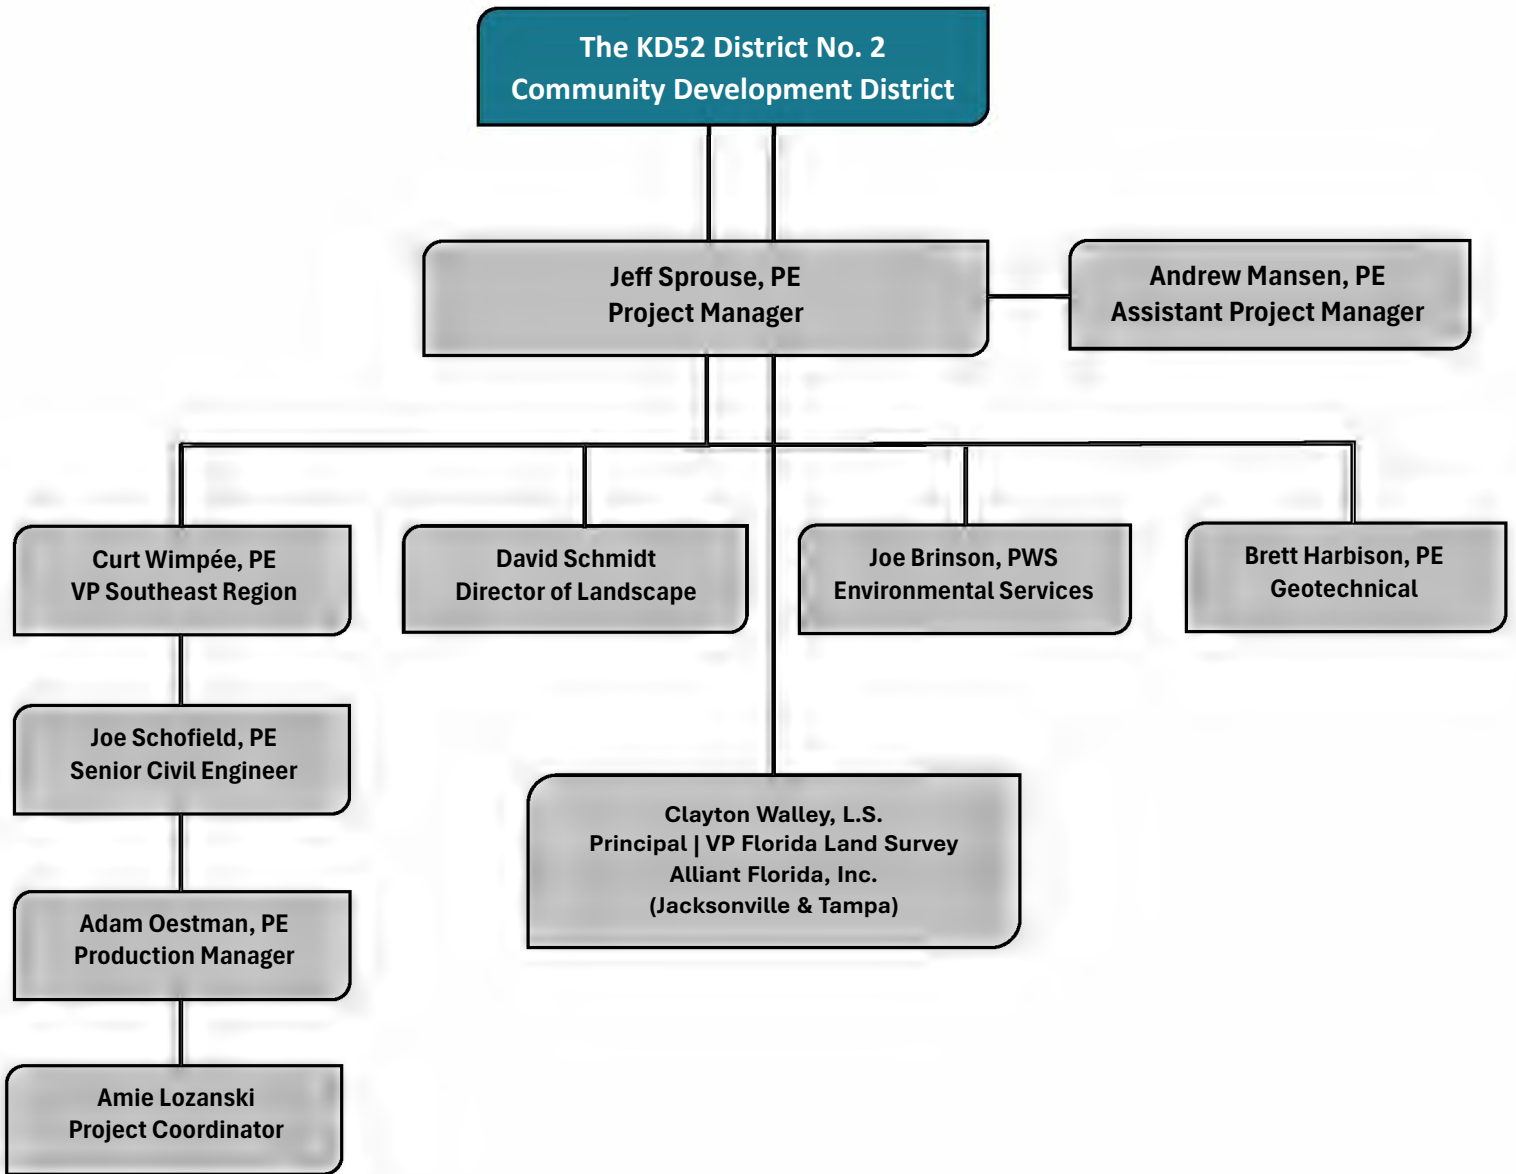 The KD52 District No. 2
Community Development District
Jeff Sprouse, PE
Project Manager
Andrew Mansen, PE
Assistant Project Manager
Curt Wimpée, PE
VP Southeast Region
David Schmidt
Director of Landscape
Joe Brinson, PWS
Environmental Services
Brett Harbison, PE
Geotechnical
Joe Schofield, PE
Senior Civil Engineer
Clayton Walley, L.S.
Principal | VP Florida Land Survey
Alliant Florida, Inc.
(Jacksonville & Tampa)
Adam Oestman, PE
Production Manager
Amie Lozanski
Project Coordinator